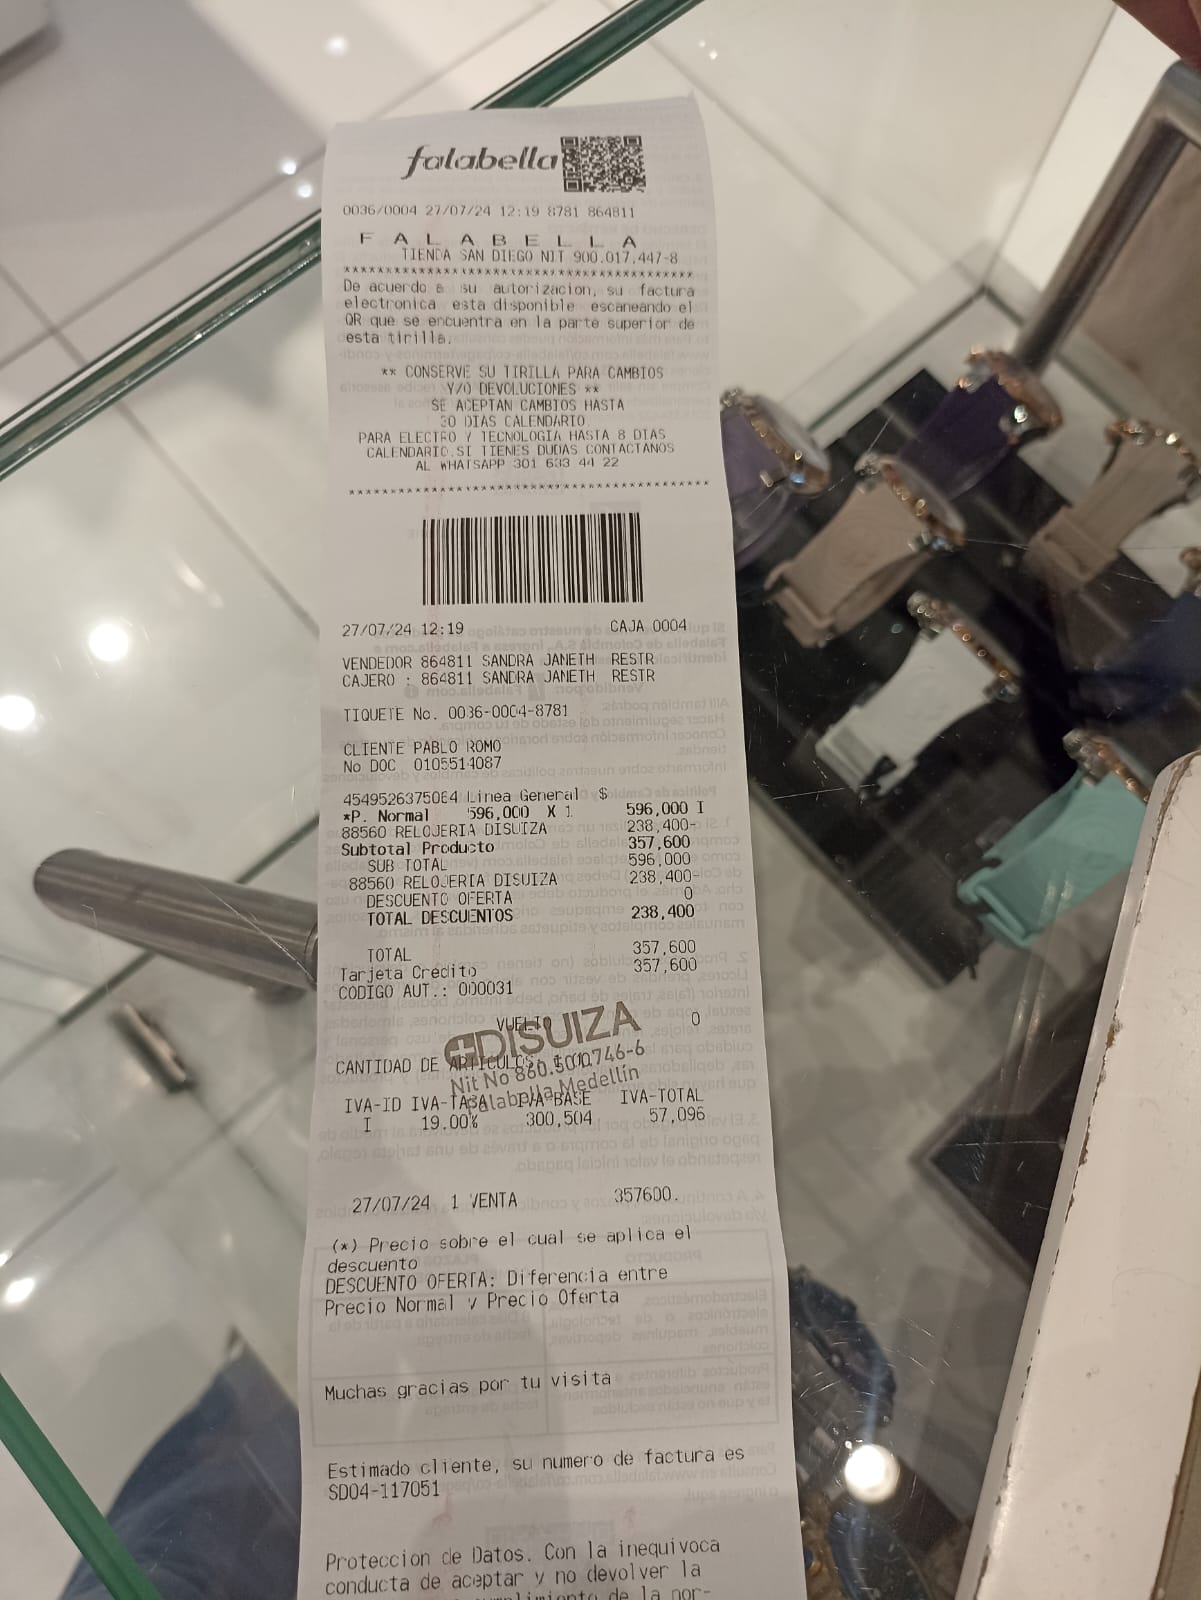 falabella
0036/0004 27/07/24 12:19 8781 864811
F A L A B E L L A
TIENDA SAN DIEGO NIT 900.017.447-8
******************************************
De acuerdo a su autorizacion, su factura
electronica esta disponible escaneando el
QR que se encuentra en la parte superior de
esta tirilla.
** CONSERVE SU TIRILLA PARA CAMBIOS
Y/O DEVOLUCIONES **
SE ACEPTAN CAMBIOS HASTA
30 DIAS CALENDARIO
PARA ELECTRO Y TECNOLOGIA HASTA 8 DIAS
CALENDARIO.SI TIENES DUDAS CONTACTANOS
AL WHATSAPP 301 633 44 22
******************************************
27/07/24 12:19 CAJA 0004
VENDEDOR 864811 SANDRA JANETH RESTR
CAJERO : 864811 SANDRA JANETH RESTR
TIQUETE No. 0036-0004-8781
CLIENTE PABLO ROMO
No DOC 0105514087
4549526375064 Linea General $
*P. Normal 596,000 X 1 596,000 I
88560 RELOJERIA DISUIZA 238,400-
Subtotal Producto 357,600
SUB TOTAL 596,000
88560 RELOJERIA DISUIZA 238,400-
DESCUENTO OFERTA 0
TOTAL DESCUENTOS 238,400
TOTAL 357,600
Tarjeta Credito 357,600
CODIGO AUT.: 000031
VUELTO 0
DISUIZA
CANTIDAD DE ARTICULOS:
Nit No 860.501.746-6
Falabella Medellín
IVA-ID IVA-TASA IVA-BASE IVA-TOTAL
I 19.00% 300,504 57,096
27/07/24 1 VENTA 357600.
(*) Precio sobre el cual se aplica el
descuento
DESCUENTO OFERTA: Diferencia entre
Precio Normal y Precio Oferta
Muchas gracias por tu visita
Estimado cliente, su numero de factura es
SD04-117051
Proteccion de Datos. Con la inequivoca
conducta de aceptar y no devolver la
de la nor-